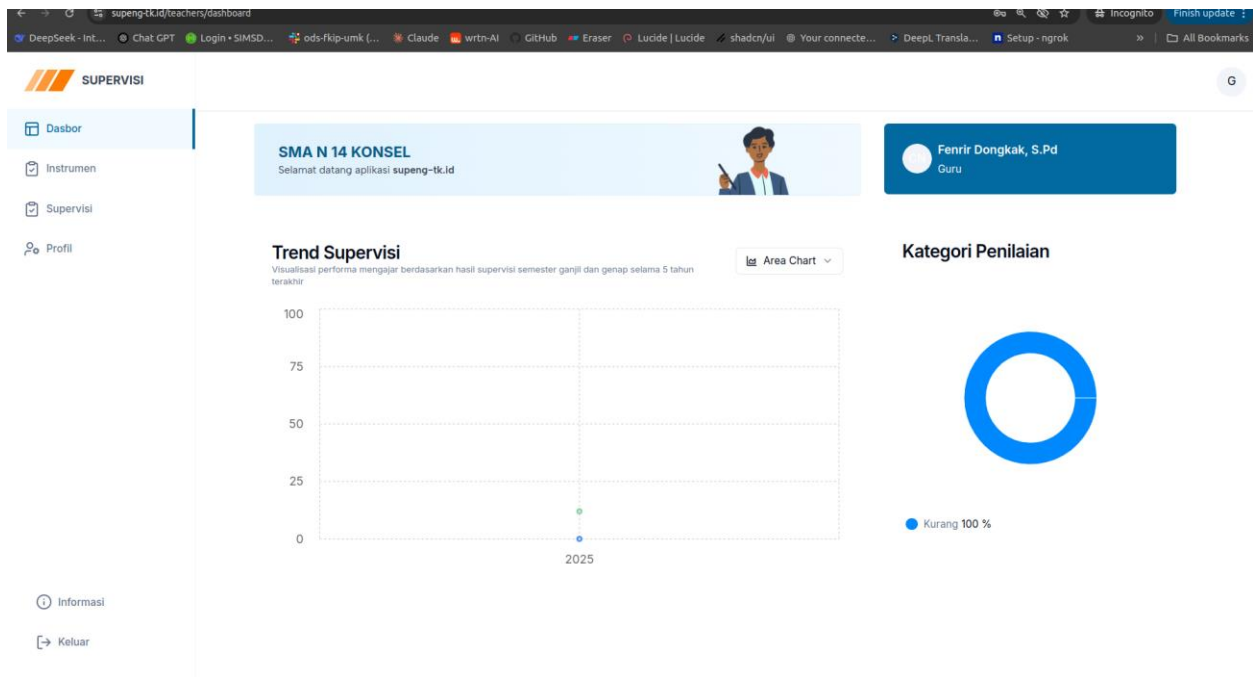 supeng-tk.id/teachers/dashboard
Incognito
Finish update
DeepSeek - Int...
Chat GPT
Login • SIMSD...
ods-fkip-umk (...
Claude
wrtn-AI
GitHub
Eraser
Lucide | Lucide
shadcn/ui
Your connecte...
DeepL Transla...
Setup - ngrok
»
All Bookmarks
SUPERVISI
G
Dasbor
Instrumen
Supervisi
Profil
Informasi
Keluar
SMA N 14 KONSEL
Selamat datang aplikasi supeng-tk.id
CN
Fenrir Dongkak, S.Pd
Guru
Trend Supervisi
Visualisasi performa mengajar berdasarkan hasil supervisi semester ganjil dan genap selama 5 tahun
terakhir
Area Chart
100
75
50
25
0
2025
Kategori Penilaian
Kurang 100 %